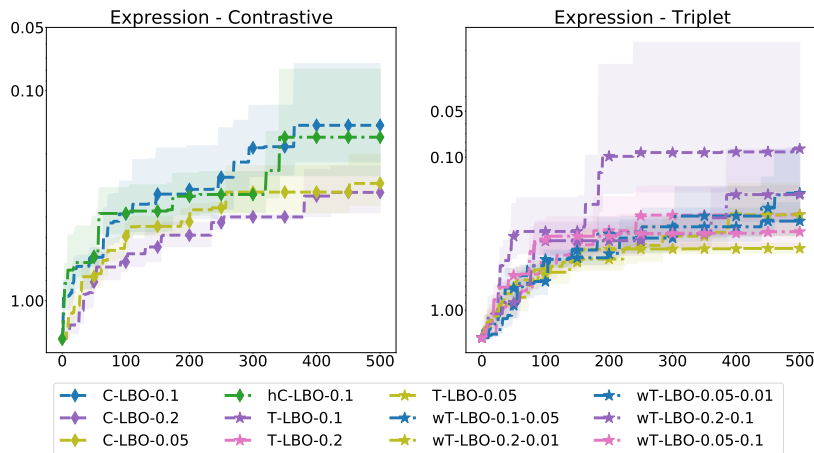 Expression - Contrastive
Expression - Triplet
0.05
0.10
1.00
0 100 200 300 400 500
0.05
0.10
1.00
0 100 200 300 400 500
C-LBO-0.1 hC-LBO-0.1 T-LBO-0.05 wT-LBO-0.05-0.01
C-LBO-0.2 T-LBO-0.1 wT-LBO-0.1-0.05 wT-LBO-0.2-0.1
C-LBO-0.05 T-LBO-0.2 wT-LBO-0.2-0.01 wT-LBO-0.05-0.1